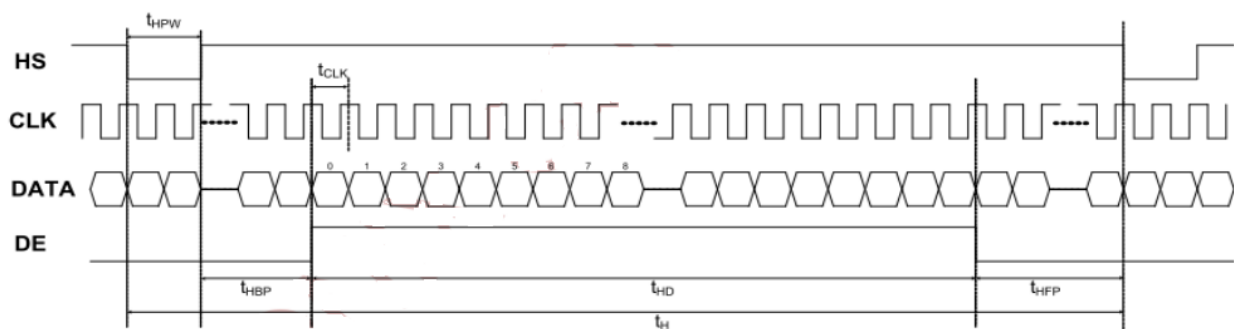 tHPW
HS
tCLK
CLK
0 1 2 3 4 5 6 7 8
DATA
DE
tHBP tHD tHFP
tH